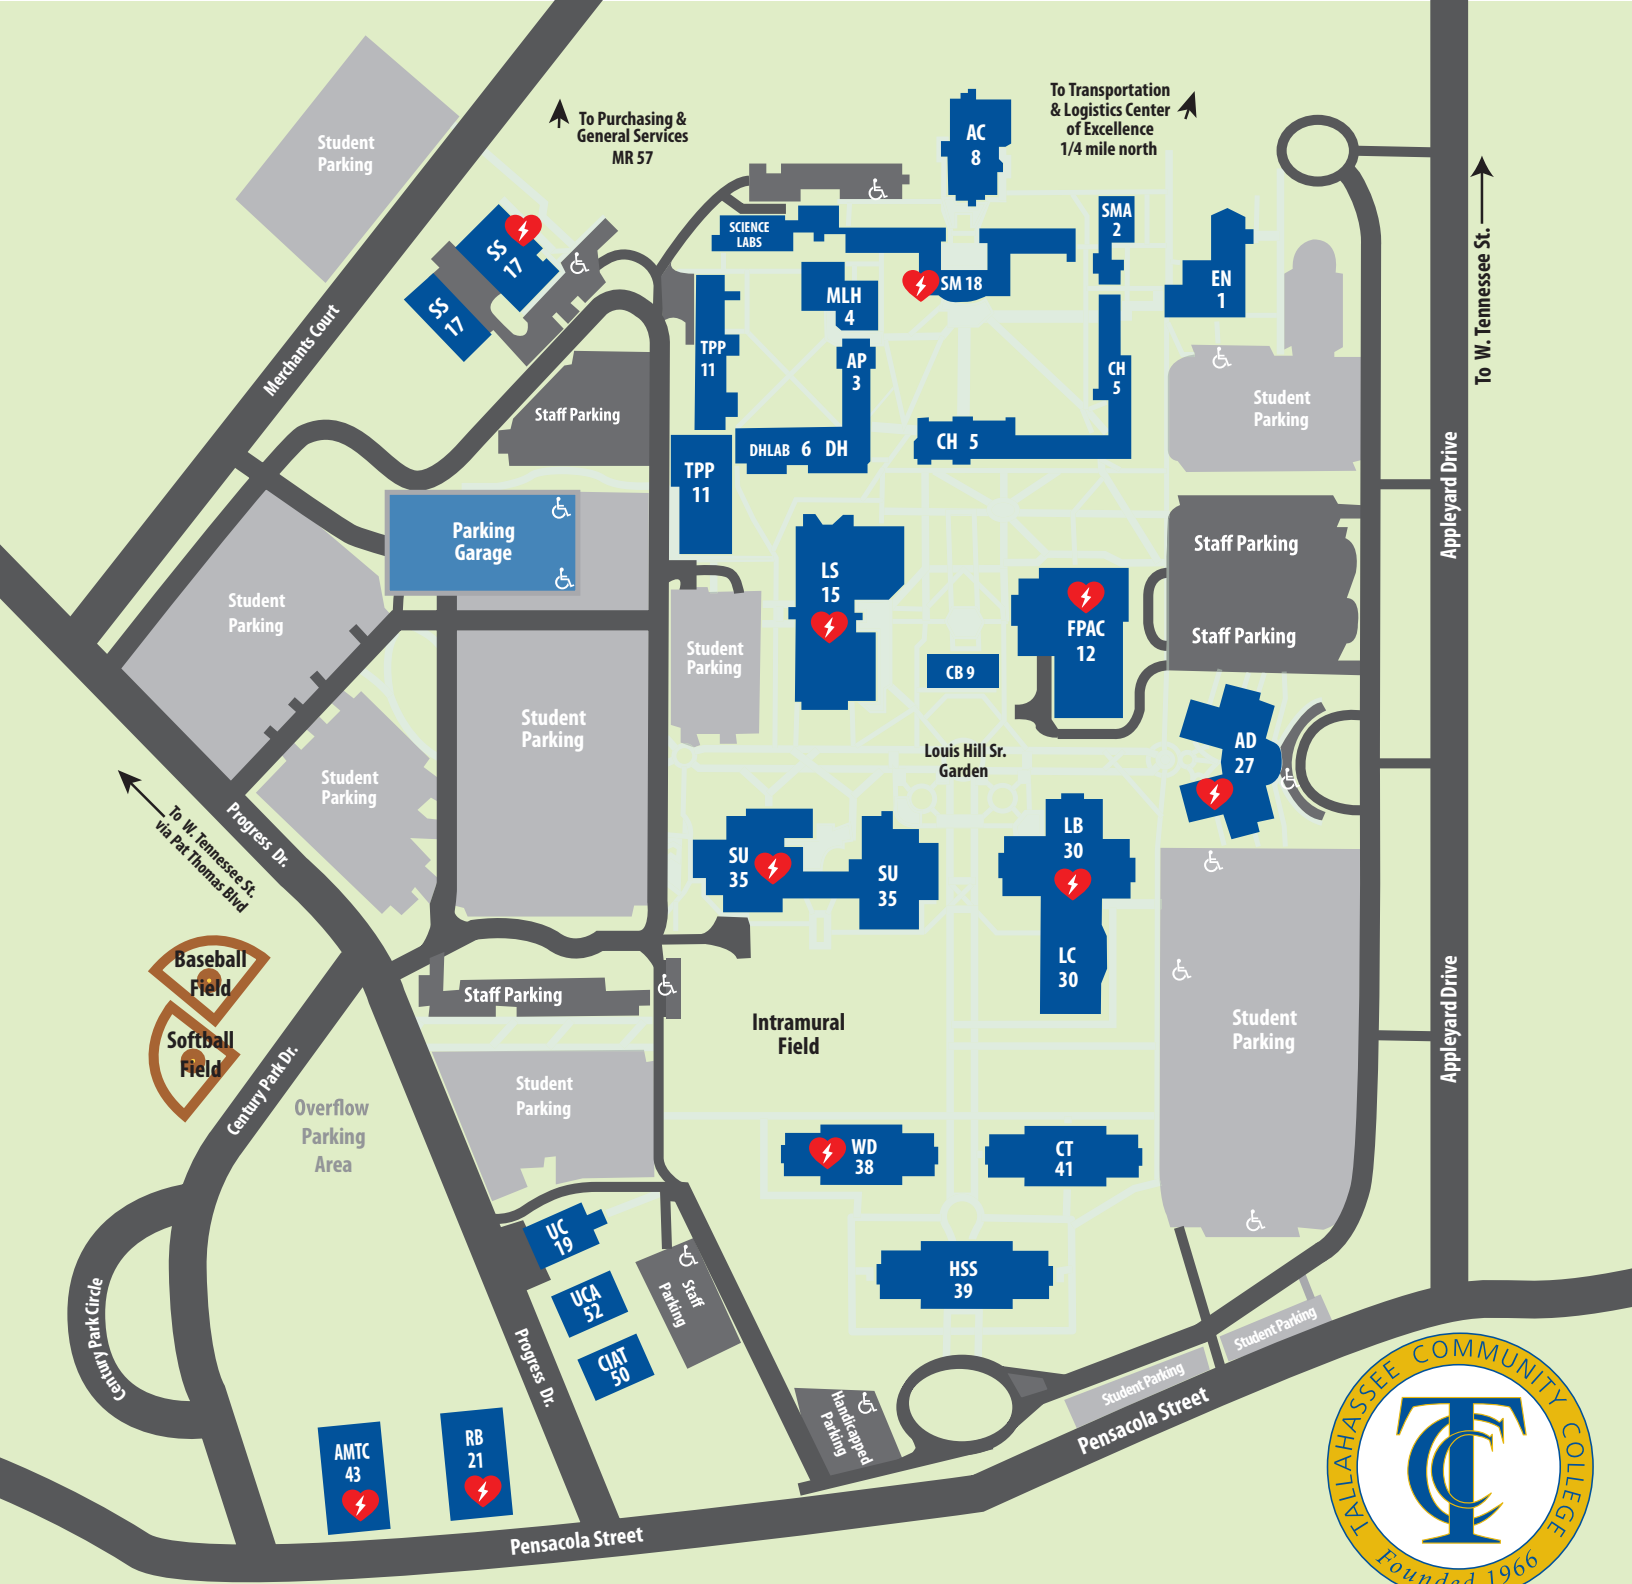 To Purchasing &
General Services
MR 57
To Transportation
& Logistics Center
of Excellence
1/4 mile north
Student
Parking
AC
8
SMA
2
SCIENCE
LABS
SS
17
SS
17
SM 18
EN
1
MLH
4
TPP
11
AP
3
CH
5
To W. Tennessee St.
Merchants Court
Staff Parking
Student
Parking
DHLAB 6 DH
CH 5
TPP
11
Appleyard Drive
Parking
Garage
Staff Parking
LS
15
Student
Parking
FPAC
12
Staff Parking
Student
Parking
CB 9
Student
Parking
Louis Hill Sr.
Garden
AD
27
Student
Parking
To W. Tennessee St.
via Pat Thomas Blvd
Progress Dr.
SU
35
SU
35
LB
30
LC
30
Baseball
Field
Softball
Field
Staff Parking
Intramural
Field
Student
Parking
Appleyard Drive
Century Park Dr.
Overflow
Parking
Area
Student
Parking
WD
38
CT
41
UC
19
UCA
52
CIAT
50
Staff
Parking
HSS
39
Century Park Circle
Progress Dr.
Handicapped
Parking
Student Parking
Student Parking
Pensacola Street
AMTC
43
RB
21
Pensacola Street
TALLAHASSEE COMMUNITY COLLEGE
TCC
Founded 1966